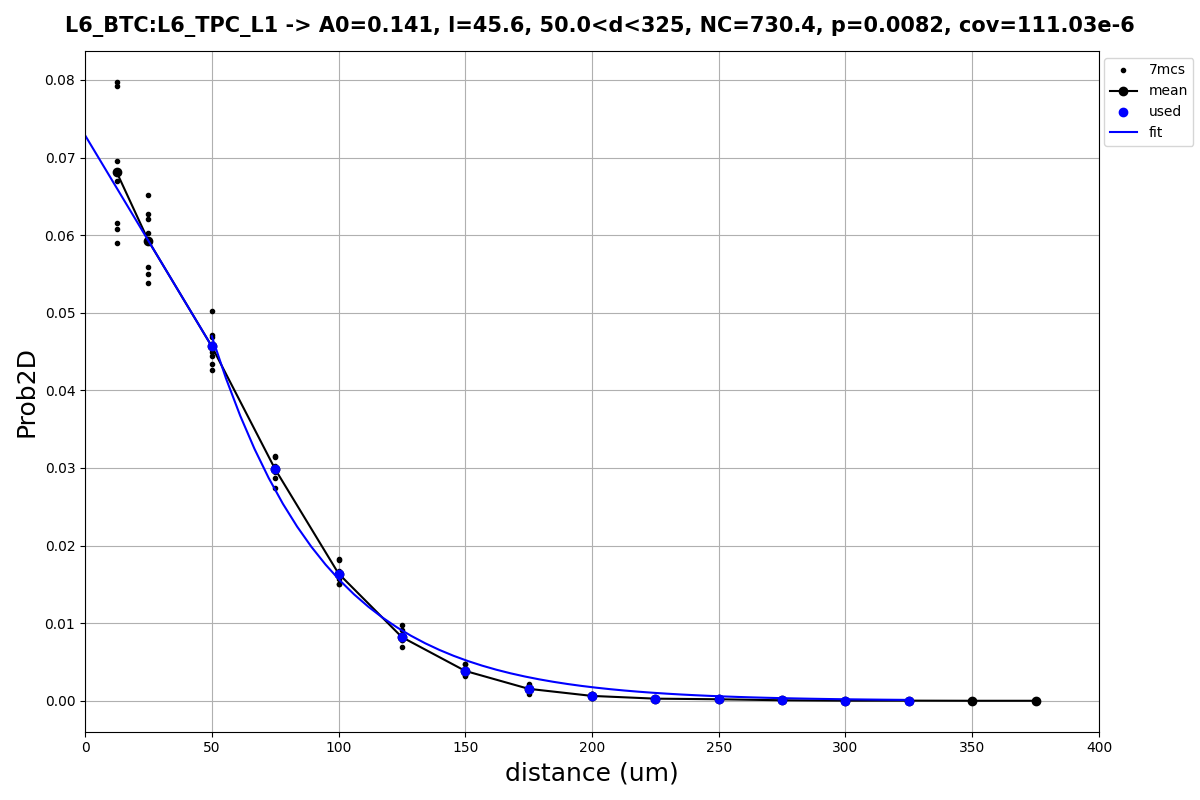 L6_BTC:L6_TPC_L1 -> A0=0.141, l=45.6, 50.0<d<325, NC=730.4, p=0.0082, cov=111.03e-6
7mcs
mean
used
fit
Prob2D
0.08
0.07
0.06
0.05
0.04
0.03
0.02
0.01
0.00
0 50 100 150 200 250 300 350 400
distance (um)